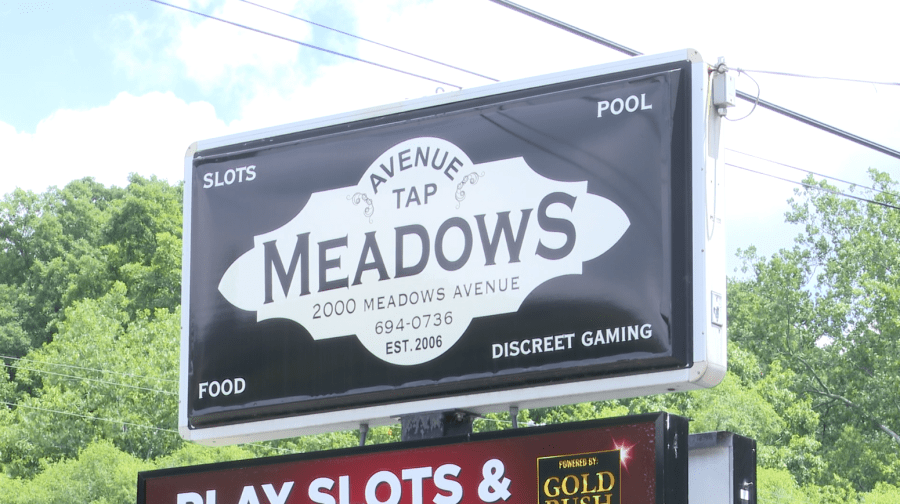 POOL
SLOTS
AVENUE
TAP
MEADOWS
2000 MEADOWS AVENUE
694-0736
EST. 2006
DISCREET GAMING
FOOD
PLAY SLOTS &
POWERED BY:
GOLD
RUSH